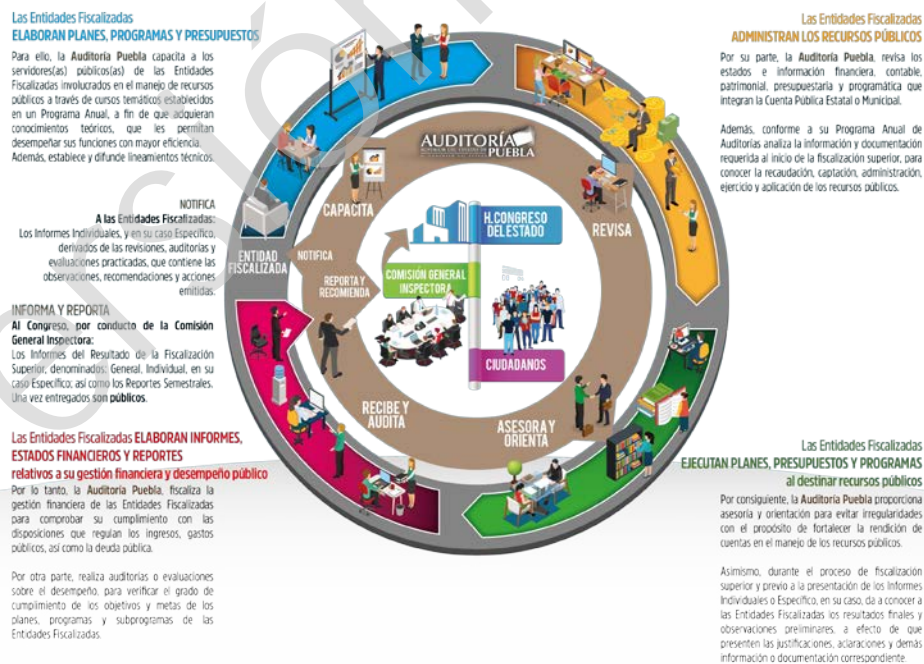 Las Entidades Fiscalizadas
ELABORAN PLANES, PROGRAMAS Y PRESUPUESTOS
Para ello, la Auditoría Puebla capacita a los
servidores(as) públicos(as) de las Entidades
Fiscalizadas involucrados en el manejo de recursos
públicos a través de cursos temáticos establecidos
en un Programa Anual, a fin de que adquieran
conocimientos teóricos, que les permitan
desempeñar sus funciones con mayor eficiencia.
Además, establece y difunde lineamientos técnicos.
NOTIFICA
A las Entidades Fiscalizadas:
Los Informes Individuales, y en su caso Específico,
derivados de las revisiones, auditorías y
evaluaciones practicadas, que contiene las
observaciones, recomendaciones y acciones
emitidas.
INFORMA Y REPORTA
Al Congreso, por conducto de la Comisión
General Inspectora:
Los Informes del Resultado de la Fiscalización
Superior, denominados: General, Individual, en su
caso Específico; así como los Reportes Semestrales.
Una vez entregados son públicos.
Las Entidades Fiscalizadas ELABORAN INFORMES,
ESTADOS FINANCIEROS Y REPORTES
relativos a su gestión financiera y desempeño público
Por lo tanto, la Auditoría Puebla, fiscaliza la
gestión financiera de las Entidades Fiscalizadas
para comprobar su cumplimiento con las
disposiciones que regulan los ingresos, gastos
públicos, así como la deuda pública.
Por otra parte, realiza auditorías o evaluaciones
sobre el desempeño, para verificar el grado de
cumplimiento de los objetivos y metas de los
planes, programas y subprogramas de las
Entidades Fiscalizadas.
AUDITORÍA
PUEBLA
CAPACITA
REVISA
H. CONGRESO
DEL ESTADO
ENTIDAD
FISCALIZADA
NOTIFICA
REPORTA Y
RECOMIENDA
COMISIÓN GENERAL
INSPECTORA
CIUDADANOS
RECIBE Y
AUDITA
ASESORA Y
ORIENTA
Las Entidades Fiscalizadas
ADMINISTRAN LOS RECURSOS PÚBLICOS
Por su parte, la Auditoría Puebla, revisa los
estados e información financiera, contable,
patrimonial, presupuestaria y programática que
integran la Cuenta Pública Estatal o Municipal.
Además, conforme a su Programa Anual de
Auditorías analiza la información y documentación
requerida al inicio de la fiscalización superior, para
conocer la recaudación, captación, administración,
ejercicio y aplicación de los recursos públicos.
Las Entidades Fiscalizadas
EJECUTAN PLANES, PRESUPUESTOS Y PROGRAMAS
al destinar recursos públicos
Por consiguiente, la Auditoría Puebla proporciona
asesoría y orientación para evitar irregularidades
con el propósito de fortalecer la rendición de
cuentas en el manejo de los recursos públicos.
Asimismo, durante el proceso de fiscalización
superior y previo a la presentación de los Informes
Individuales o Específico, en su caso, da a conocer a
las Entidades Fiscalizadas los resultados finales y
observaciones preliminares, a efecto de que
presenten las justificaciones, aclaraciones y demás
información o documentación correspondiente.